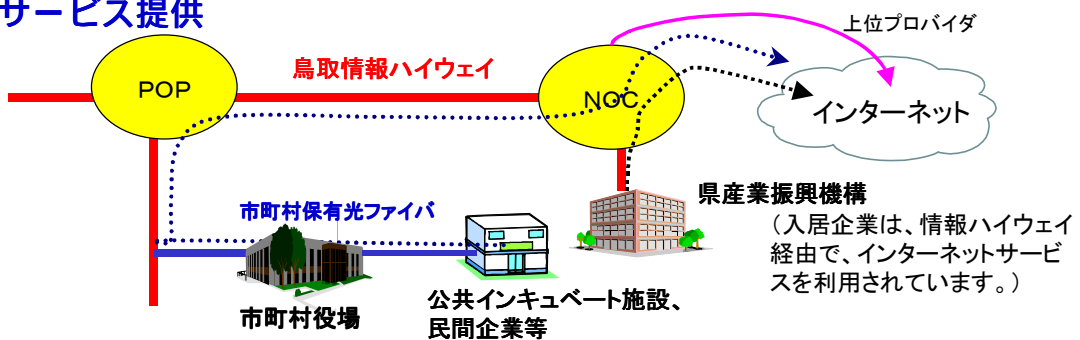 サービス提供
上位プロバイダ
鳥取情報ハイウェイ
POP
NOC
インターネット
県産業振興機構
(入居企業は、情報ハイウェイ
経由で、インターネットサービ
スを利用されています。)
市町村保有光ファイバ
公共インキュベート施設、
民間企業等
市町村役場